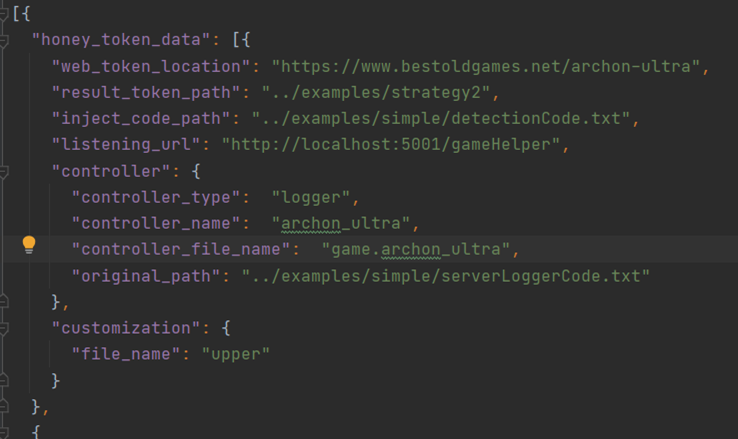 [{
"honey_token_data": [{
"web_token_location": "https://www.bestoldgames.net/archon-ultra",
"result_token_path": "../examples/strategy2",
"inject_code_path": "../examples/simple/detectionCode.txt",
"listening_url": "http://localhost:5001/gameHelper",
"controller": {
"controller_type":  "logger",
"controller_name":  "archon_ultra",
"controller_file_name":  "game.archon_ultra",
"original_path": "../examples/simple/serverLoggerCode.txt"
},
"customization": {
"file_name": "upper"
}
},
{